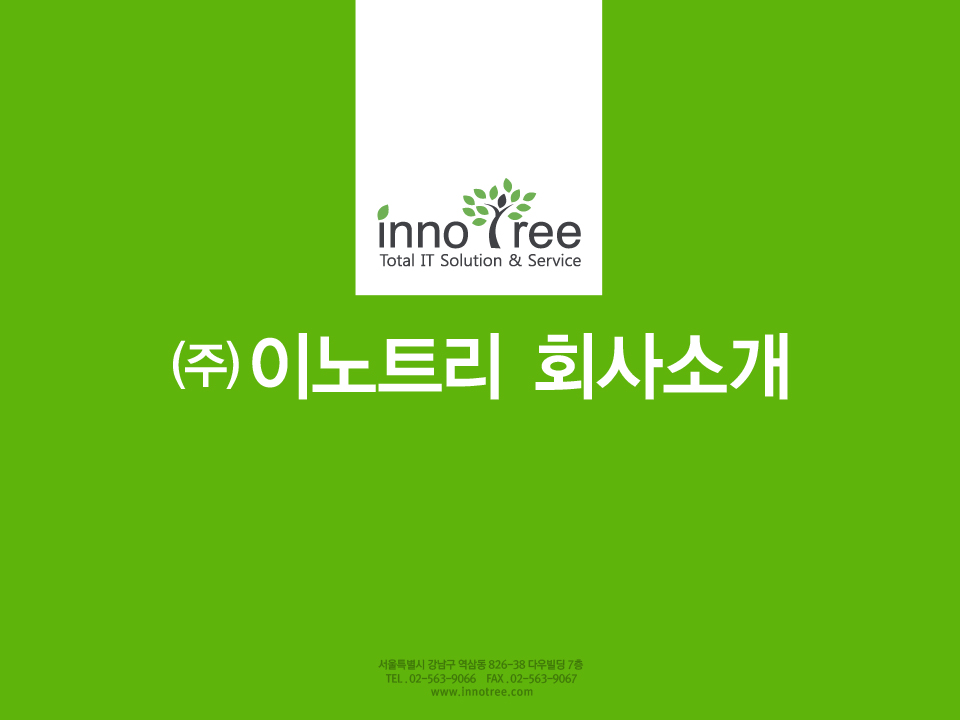 innoTree
Total IT Solution & Service
(주)이노트리 회사소개
서울특별시 강남구 역삼동 826-38 다우빌딩 7층
TEL . 02-563-9066 FAX . 02-563-9067
www.innotree.com